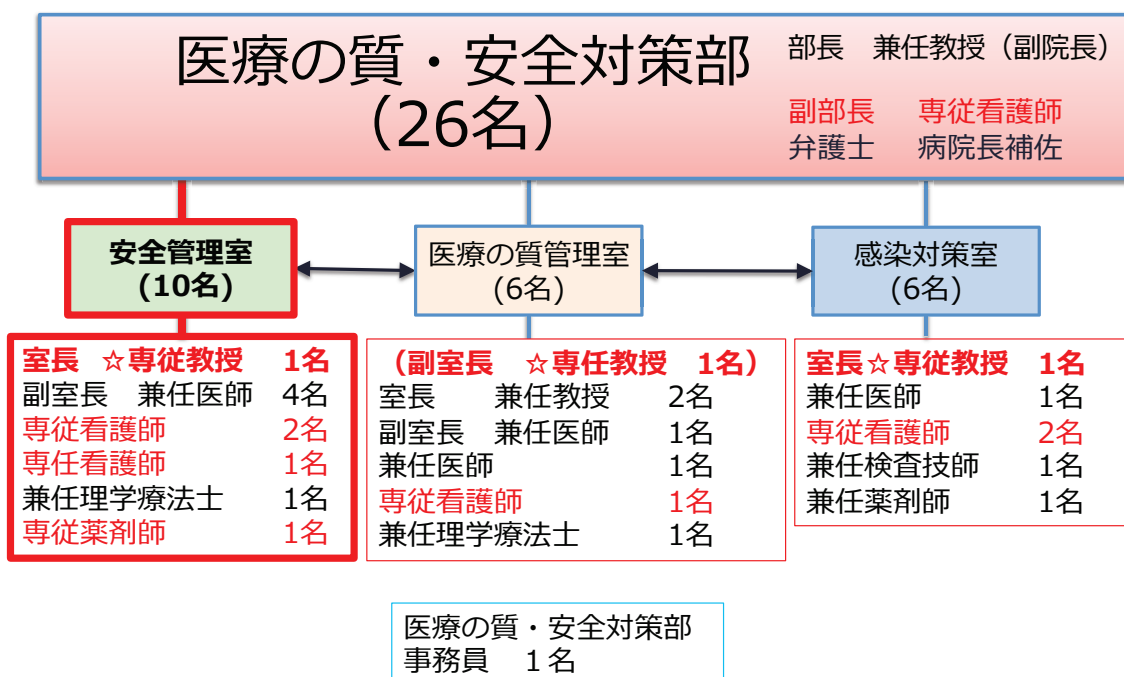 医療の質・安全対策部
（26名）
部長　兼任教授（副院長）
副部長　専従看護師
弁護士　病院長補佐
安全管理室
(10名)
医療の質管理室
(6名)
感染対策室
(6名)
室長　☆専従教授　1名
副室長　兼任医師　4名
専従看護師　2名
専任看護師　1名
兼任理学療法士　1名
専従薬剤師　1名
（副室長　☆専任教授　1名）
室長　兼任教授　2名
副室長　兼任医師　1名
兼任医師　1名
専従看護師　1名
兼任理学療法士　1名
室長☆専従教授　1名
兼任医師　1名
専従看護師　2名
兼任検査技師　1名
兼任薬剤師　1名
医療の質・安全対策部
事務員　１名